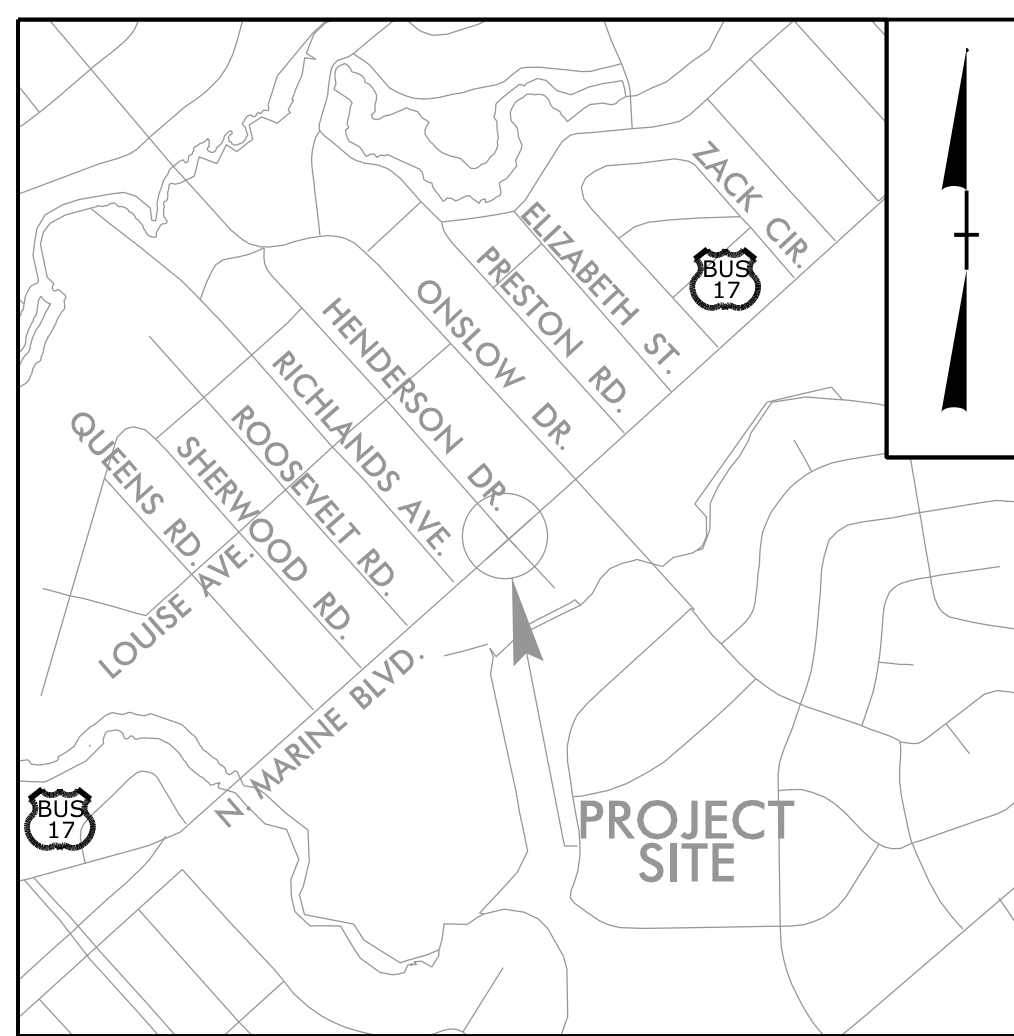 ZACK CIR.
ELIZABETH ST.
PRESTON RD.
BUS
17
ONSLOW DR.
HENDERSON DR.
RICHLANDS AVE.
ROOSEVELT RD.
SHERWOOD RD.
QUEENS RD.
LOUISE AVE.
N. MARINE BLVD.
BUS
17
PROJECT
SITE